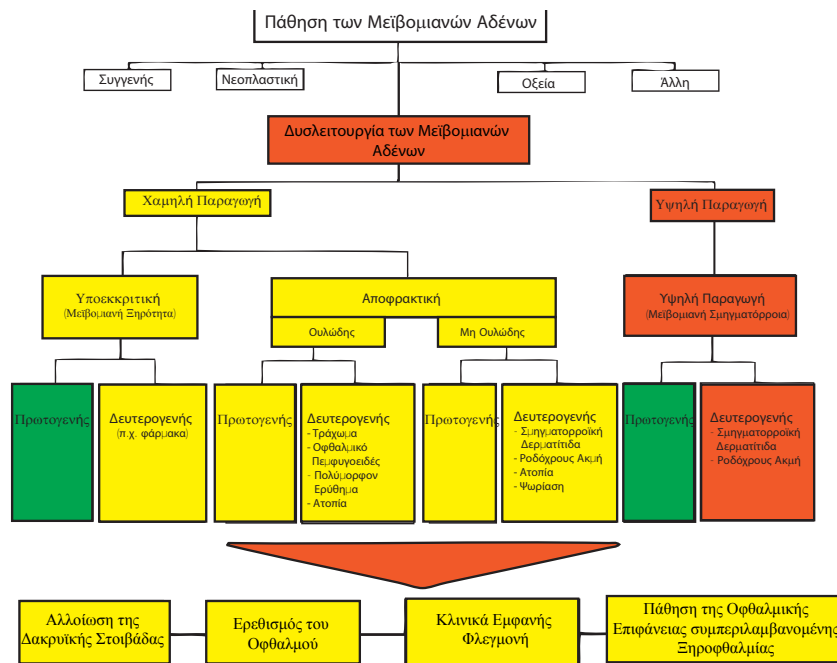 Πάθηση των Μεϊβομιανών Αδένων
Συγγενής
Νεοπλαστική
Οξεία
Άλλη
Δυσλειτουργία των Μεϊβομιανών
Αδένων
Χαμηλή Παραγωγή
Υψηλή Παραγωγή
Υποεκκριτική
(Μεϊβομιανή Ξηρότητα)
Αποφρακτική
Υψηλή Παραγωγή
(Μεϊβομιανή Σμηγματόρροια)
Ουλώδης
Μη Ουλώδης
Πρωτογενής
Δευτερογενής
(π.χ. φάρμακα)
Πρωτογενής
Δευτερογενής
- Τράχωμα
- Οφθαλμικό
Πεμφυγοειδές
- Πολύμορφον
Ερύθημα
- Ατοπία
Πρωτογενής
Δευτερογενής
- Σμηγματορροϊκή
Δερματίτιδα
- Ροδόχρους Ακμή
- Ατοπία
- Ψωρίαση
Πρωτογενής
Δευτερογενής
- Σμηγματορροϊκή
Δερματίτιδα
- Ροδόχρους Ακμή
Αλλοίωση της
Δακρυϊκής Στοιβάδας
Ερεθισμός του
Οφθαλμού
Κλινικά Εμφανής
Φλεγμονή
Πάθηση της Οφθαλμικής
Επιφάνειας συμπεριλαμβανομένης
Ξηροφθαλμίας